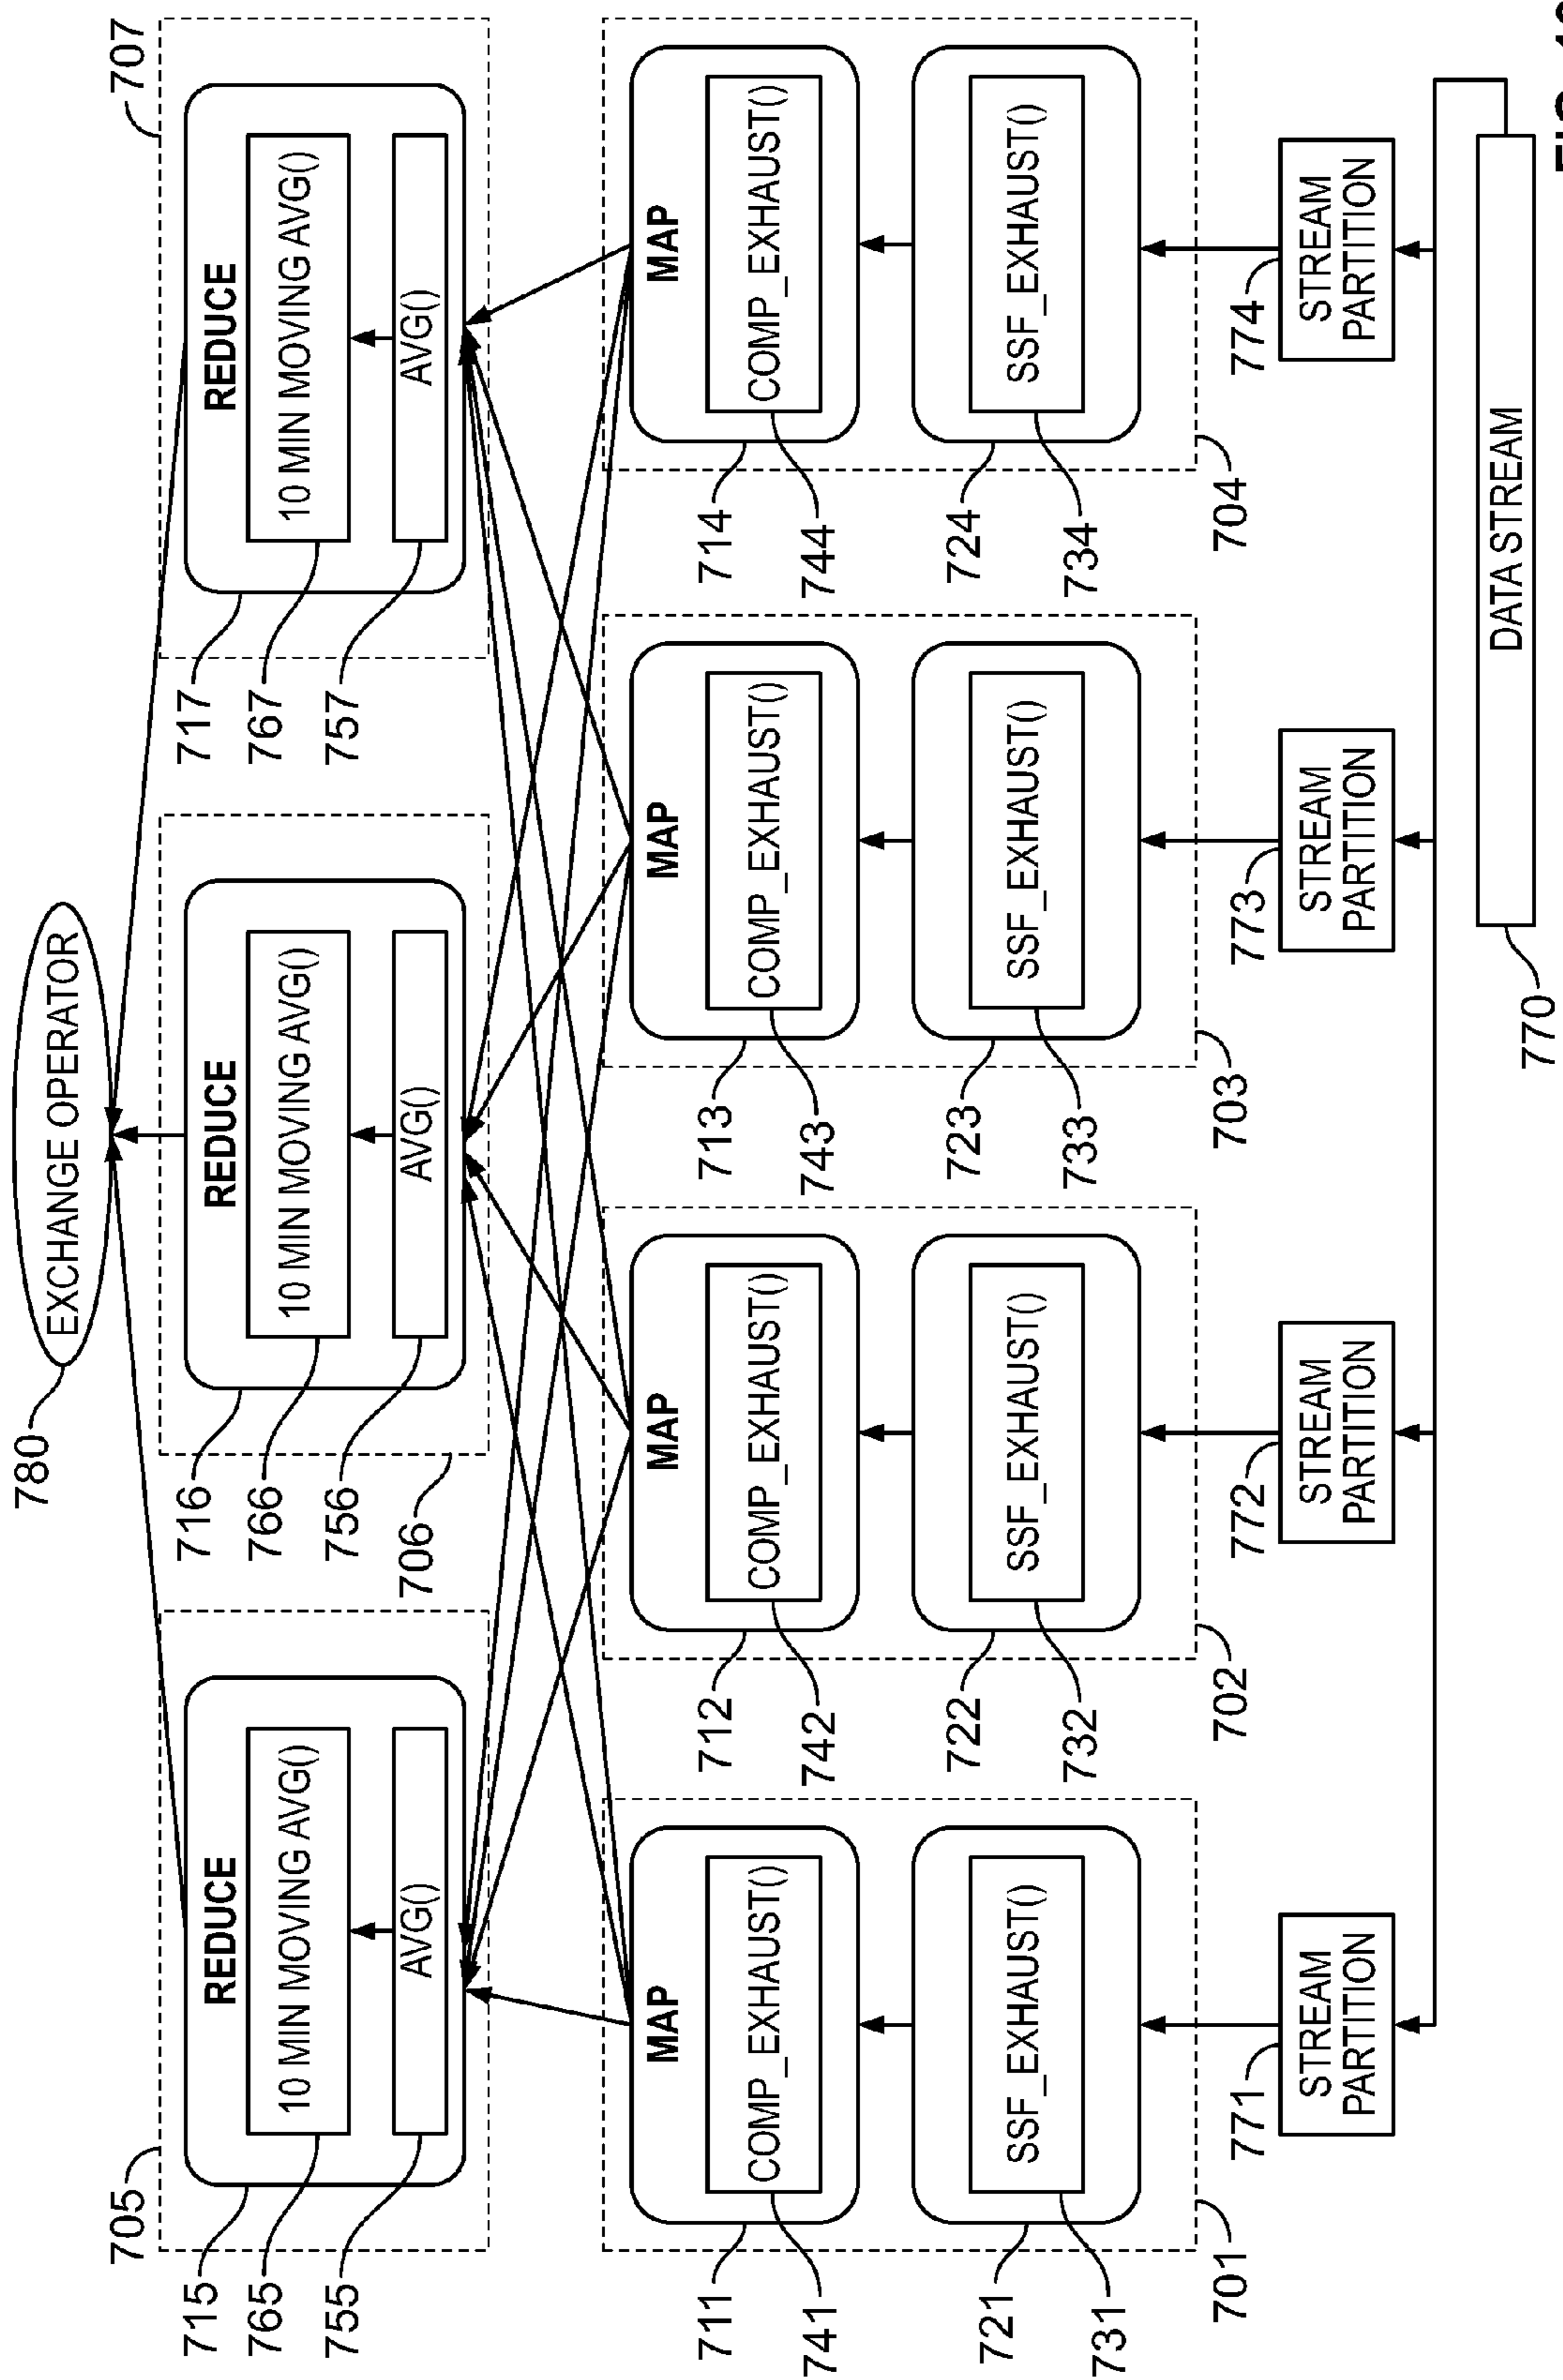 780
EXCHANGE OPERATOR
705
707
REDUCE
REDUCE
REDUCE
715
716
717
10 MIN MOVING AVG()
10 MIN MOVING AVG()
10 MIN MOVING AVG()
765
766
767
AVG()
AVG()
AVG()
755
756
757
706
MAP
MAP
MAP
MAP
711
712
713
714
COMP_EXHAUST()
COMP_EXHAUST()
COMP_EXHAUST()
COMP_EXHAUST()
741
742
743
744
721
722
723
724
SSF_EXHAUST()
SSF_EXHAUST()
SSF_EXHAUST()
SSF_EXHAUST()
731
732
733
734
701
702
703
704
771
772
773
774
STREAM
PARTITION
STREAM
PARTITION
STREAM
PARTITION
STREAM
PARTITION
DATA STREAM
770
FIG.